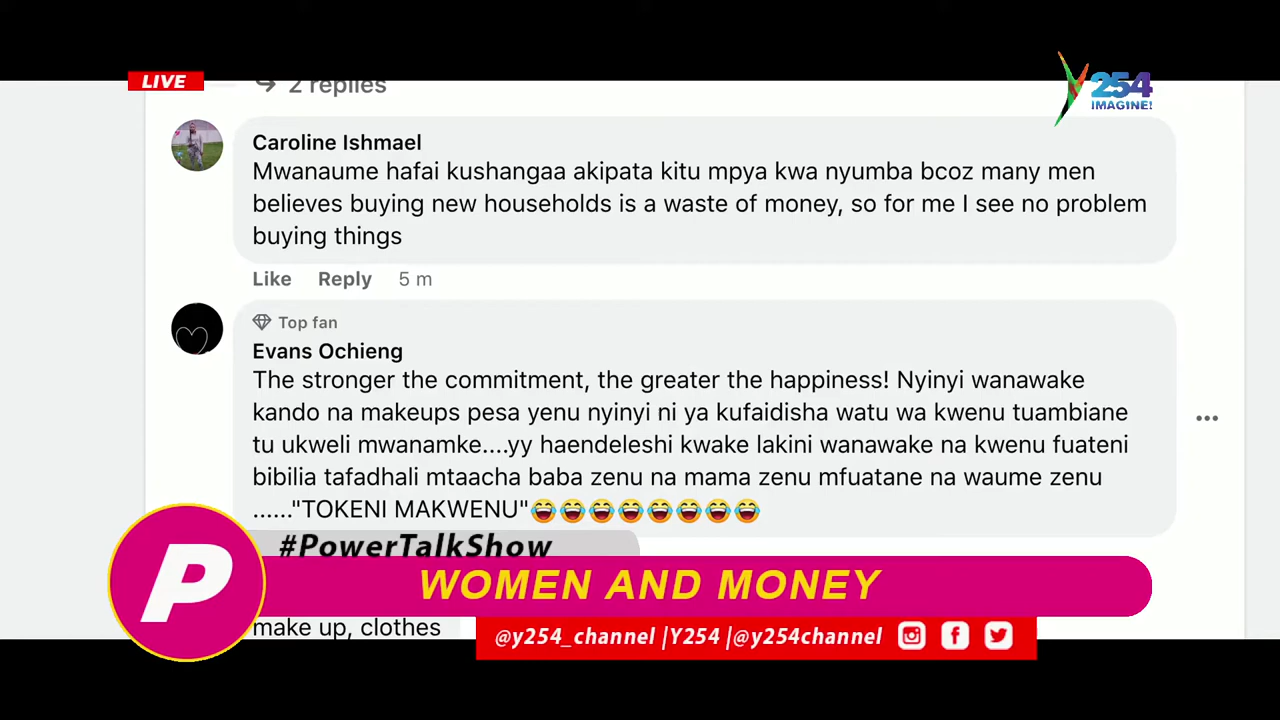 LIVE
254
IMAGINE!
2 replies
Caroline Ishmael
Mwanaume hafai kushangaa akipata kitu mpya kwa nyumba bcoz many men
believes buying new households is a waste of money, so for me I see no problem
buying things
Like Reply 5 m
Top fan
Evans Ochieng
The stronger the commitment, the greater the happiness! Nyinyi wanawake
kando na makeups pesa yenu nyinyi ni ya kufaidisha watu wa kwenu tuambiane
tu ukweli mwanamke....yy haendeleshi kwake lakini wanawake na kwenu fuateni
bibilia tafadhali mtaacha baba zenu na mama zenu mfuatane na waume zenu
......"TOKENI MAKWENU"😂😂😂😂😂😂😂😂
#PowerTalkShow
P
WOMEN AND MONEY
make up, clothes
@y254_channel |Y254 |@y254channel